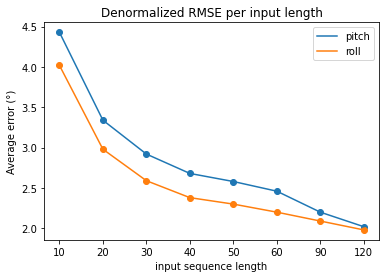 Denormalized RMSE per input length
pitch
roll
Average error (°)
4.5
4.0
3.5
3.0
2.5
2.0
10 20 30 40 50 60 90 120
input sequence length